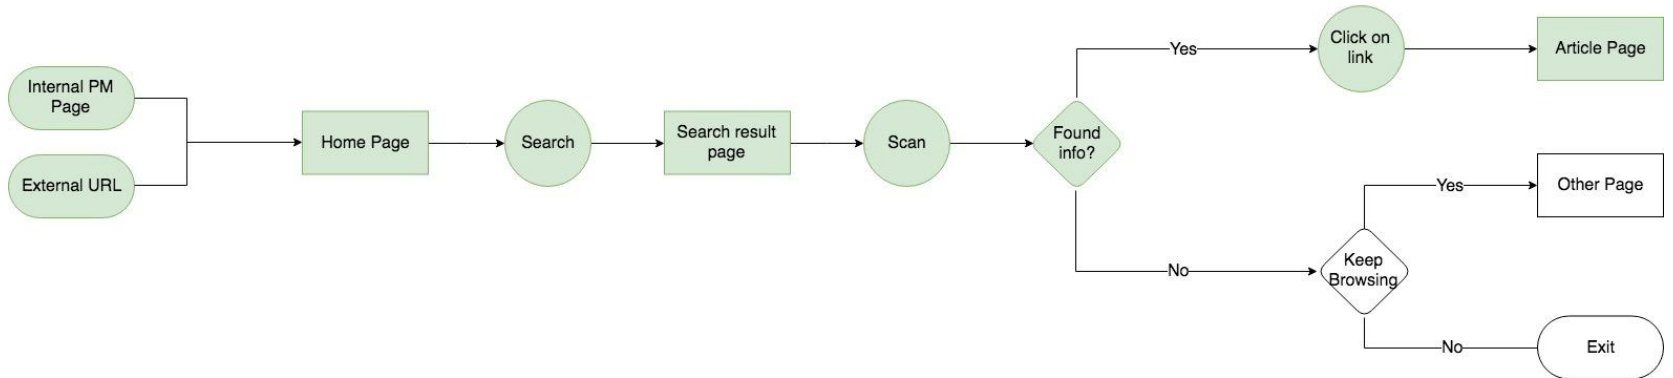 Internal PM
Page
External URL
Home Page
Search
Search result
page
Scan
Found
info?
Yes
Click on
link
Article Page
No
Keep
Browsing
Yes
Other Page
No
Exit